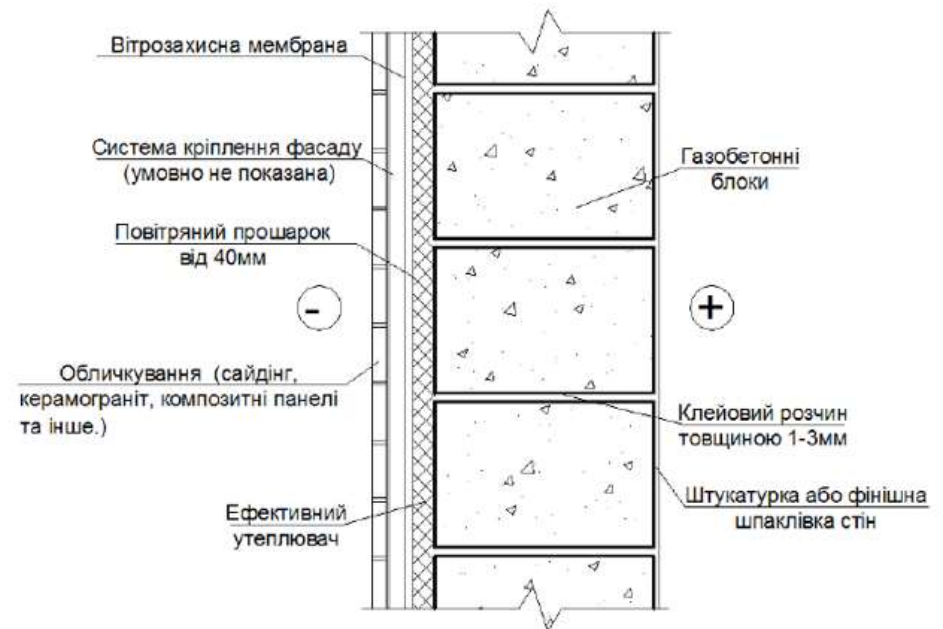 Вітрозахисна мембрана
Система кріплення фасаду
(умовно не показана)
Повітряний прошарок
від 40мм
-
Обличкування (сайдінг,
керамограніт, композитні панелі
та інше.)
Ефективний
утеплювач
Газобетонні
блоки
+
Клейовий розчин
товщиною 1-3мм
Штукатурка або фінішна
шпаклівка стін